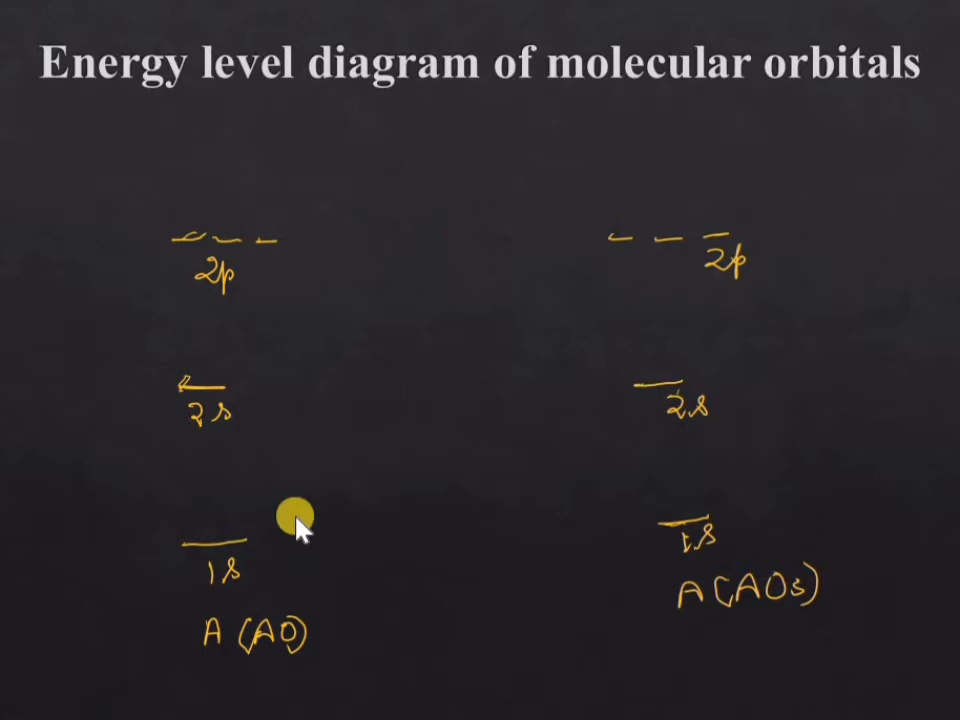 Energy level diagram of molecular orbitals
2p 2p
2s 2s
1s 1s
A (AO) A (AOs)